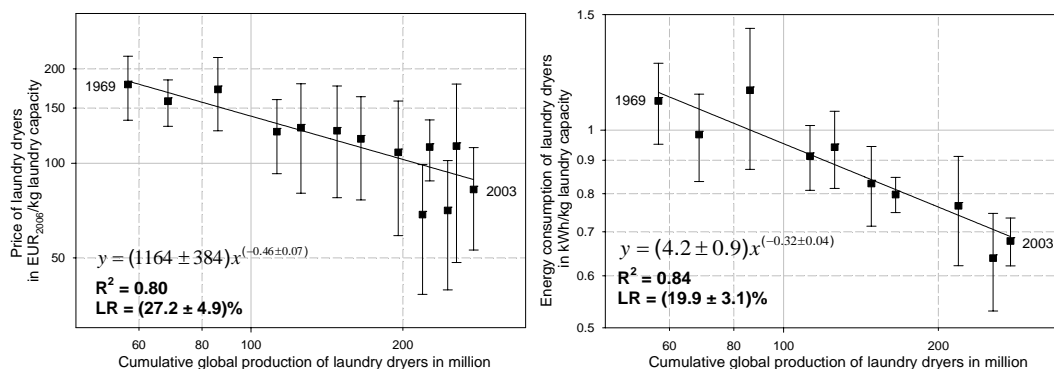 Price of laundry dryers
in EUR2006/kg laundry capacity
200
150
100
50
1969
2003
y = (1164 ± 384)x^(−0.46±0.07)
R² = 0.80
LR = (27.2 ± 4.9)%
60 80 100 200
Cumulative global production of laundry dryers in million
Energy consumption of laundry dryers
in kWh/kg laundry capacity
1.5
1
0.9
0.8
0.7
0.6
0.5
1969
2003
y = (4.2 ± 0.9)x^(−0.32±0.04)
R² = 0.84
LR = (19.9 ± 3.1)%
60 80 100 200
Cumulative global production of laundry dryers in million